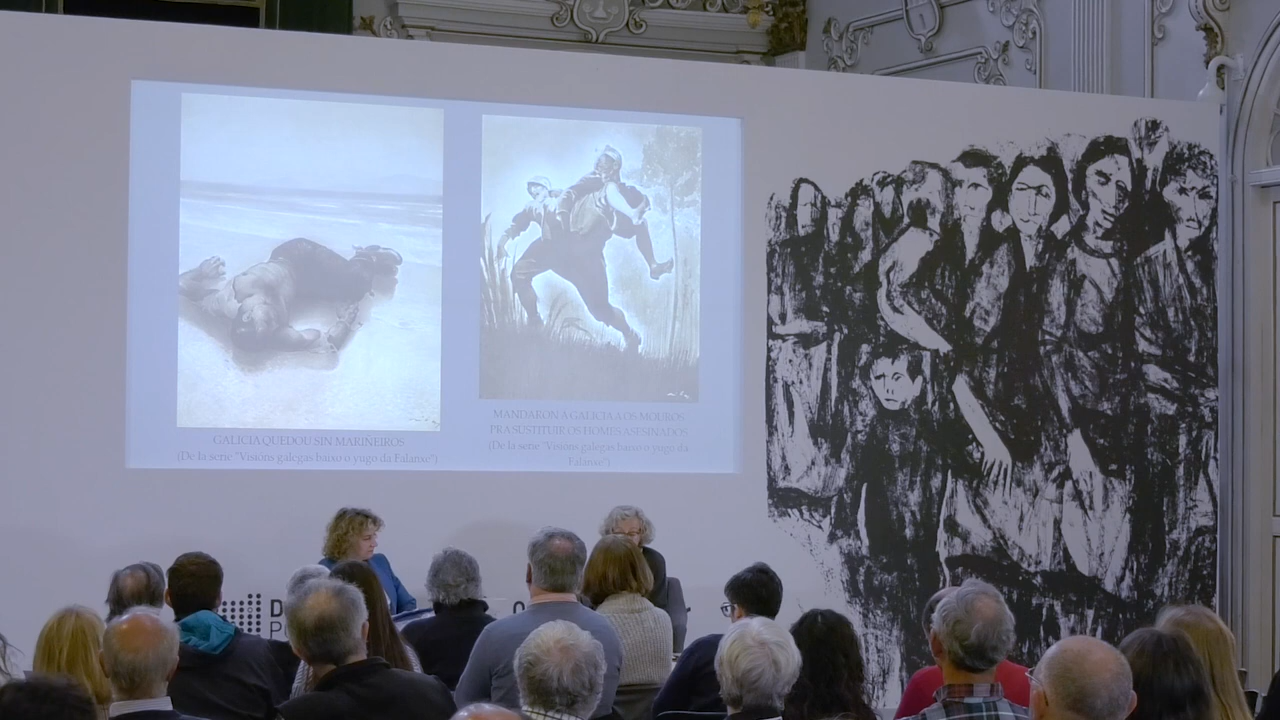 GALICIA QUEDOU SIN MARIÑEIROS
(De la serie "Visións galegas baixo o yugo da Falanxe")
MANDARON Á GALICIA A OS MOUROS
PRA SUSTITUIR OS HOMES ASESINADOS
(De la serie "Visións galegas baixo o yugo da
Falanxe")